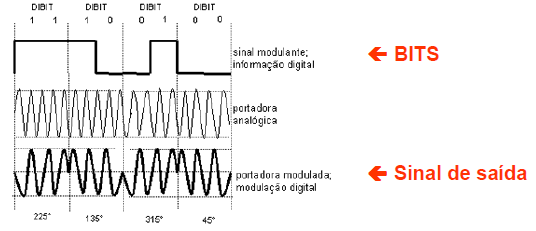 DIBIT DIBIT DIBIT DIBIT
1 1 1 0 0 1 0 0
sinal modulante;
informação digital
🡸 BITS
portadora
analógica
portadora modulada;
modulação digital
🡸 Sinal de saída
225° 135° 315° 45°